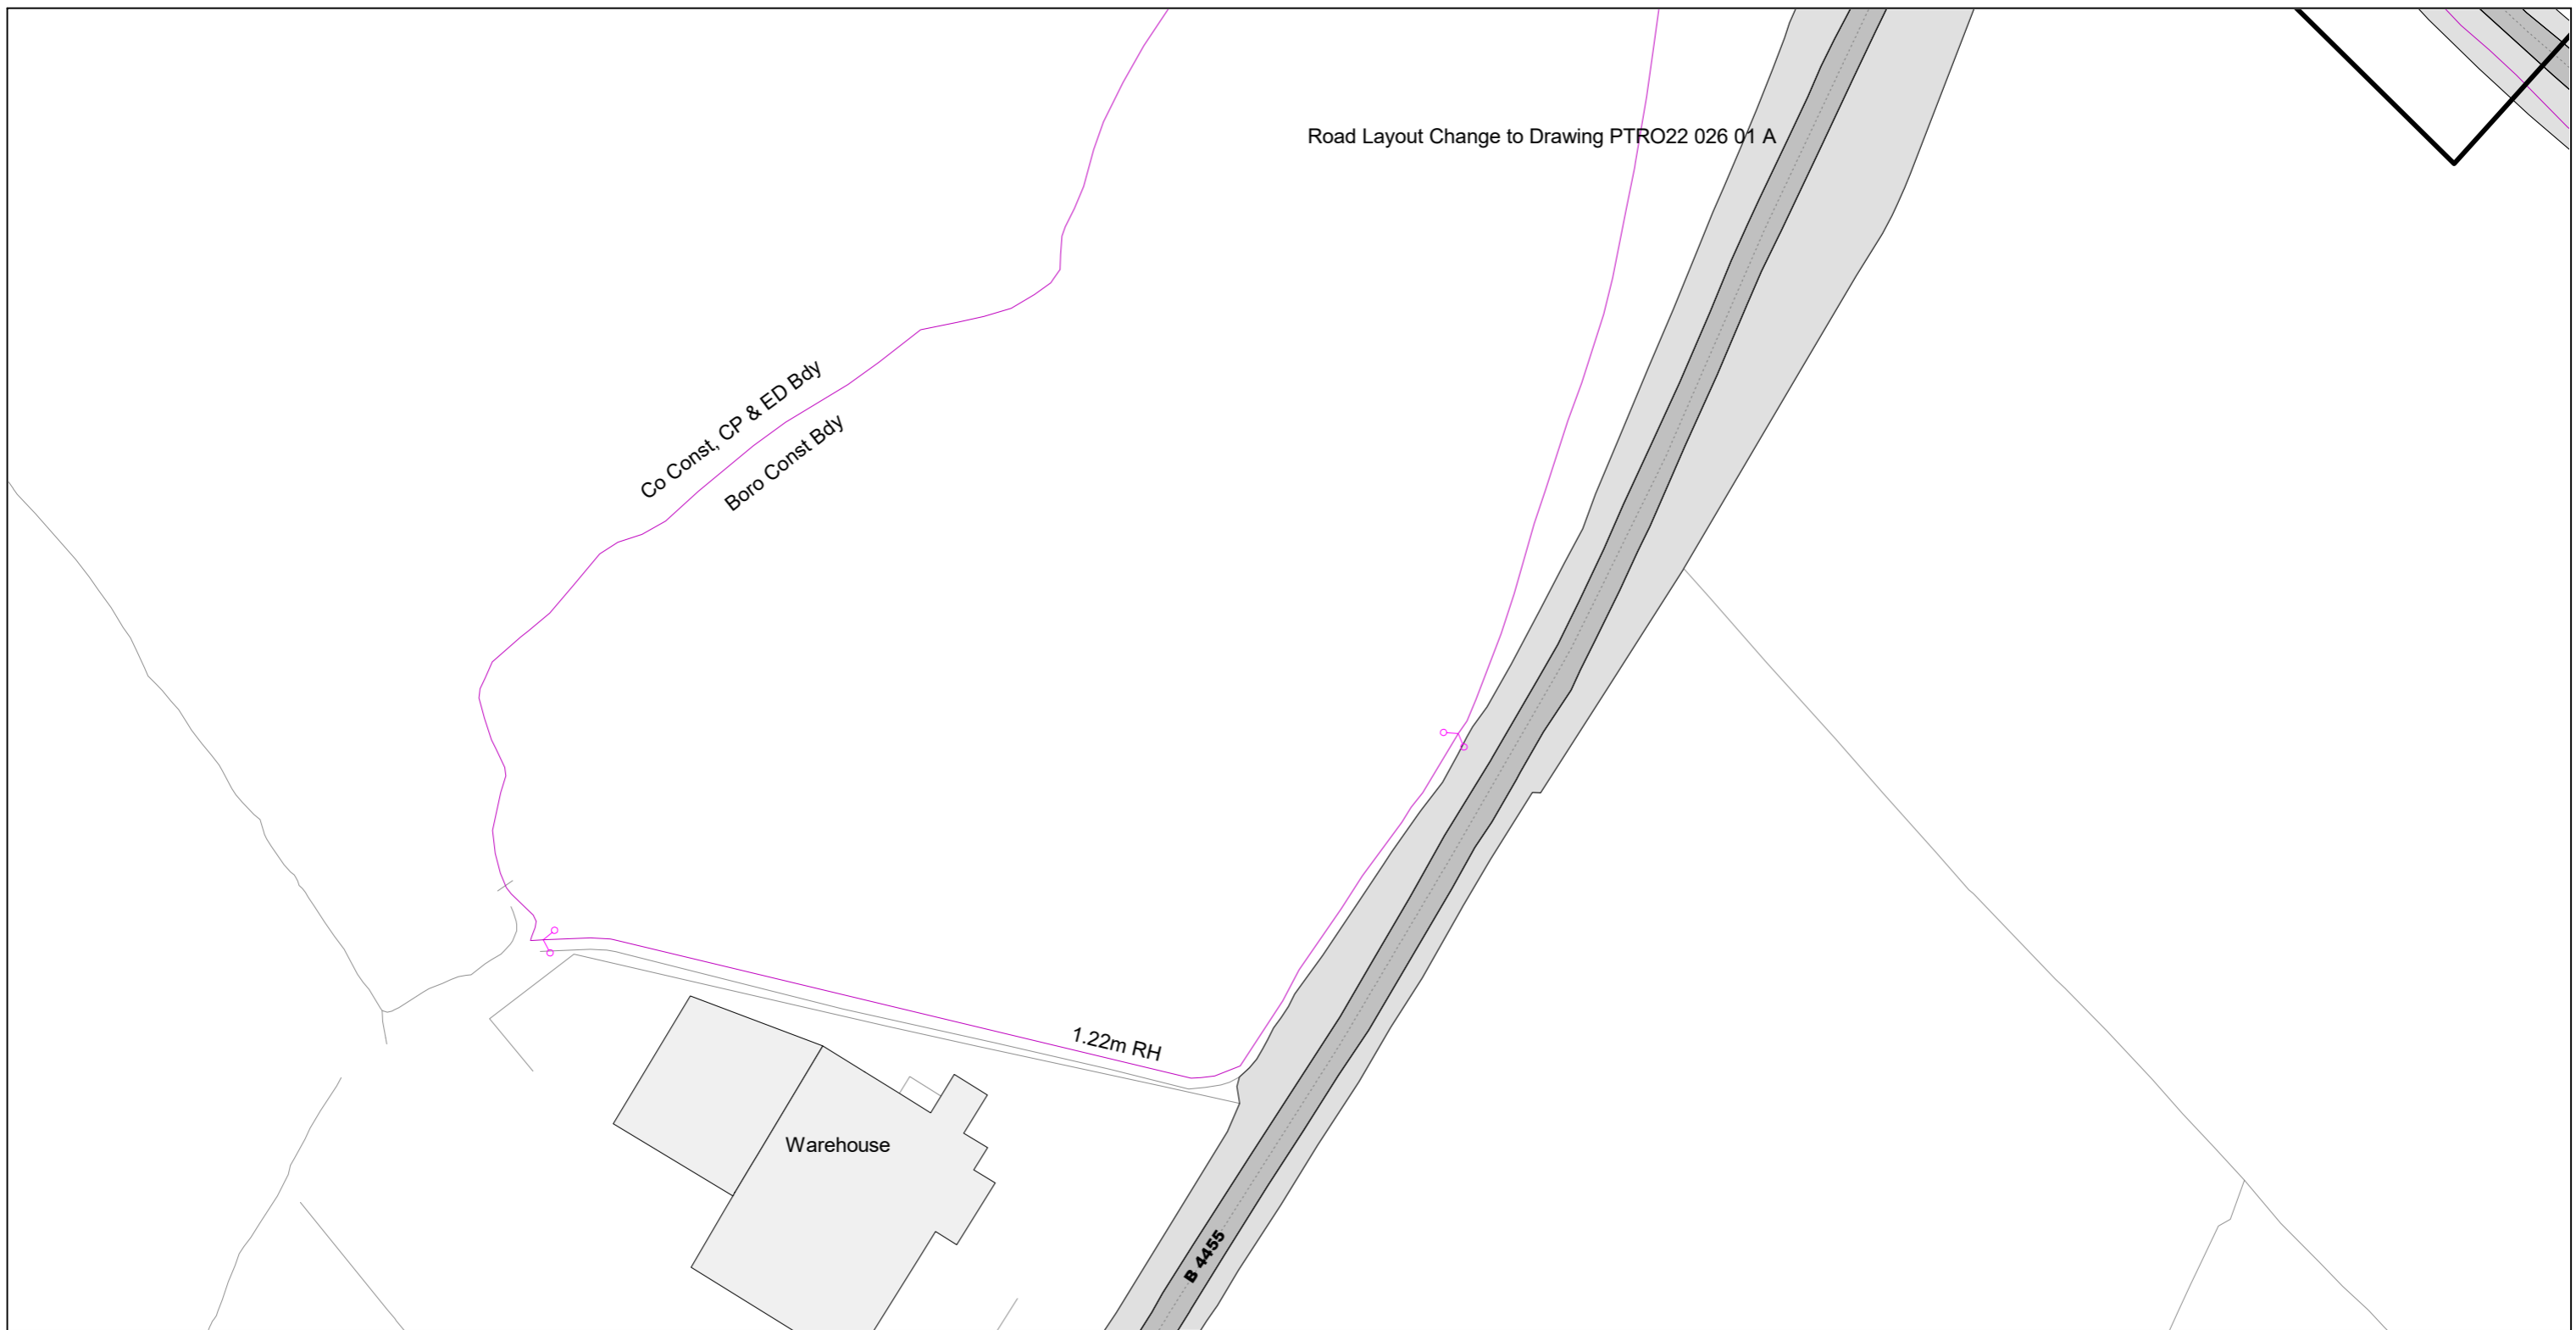 Road Layout Change to Drawing PTRO22 026 01 A
Co Const, CP & ED Bdy
Boro Const Bdy
1.22m RH
Warehouse
B 4455